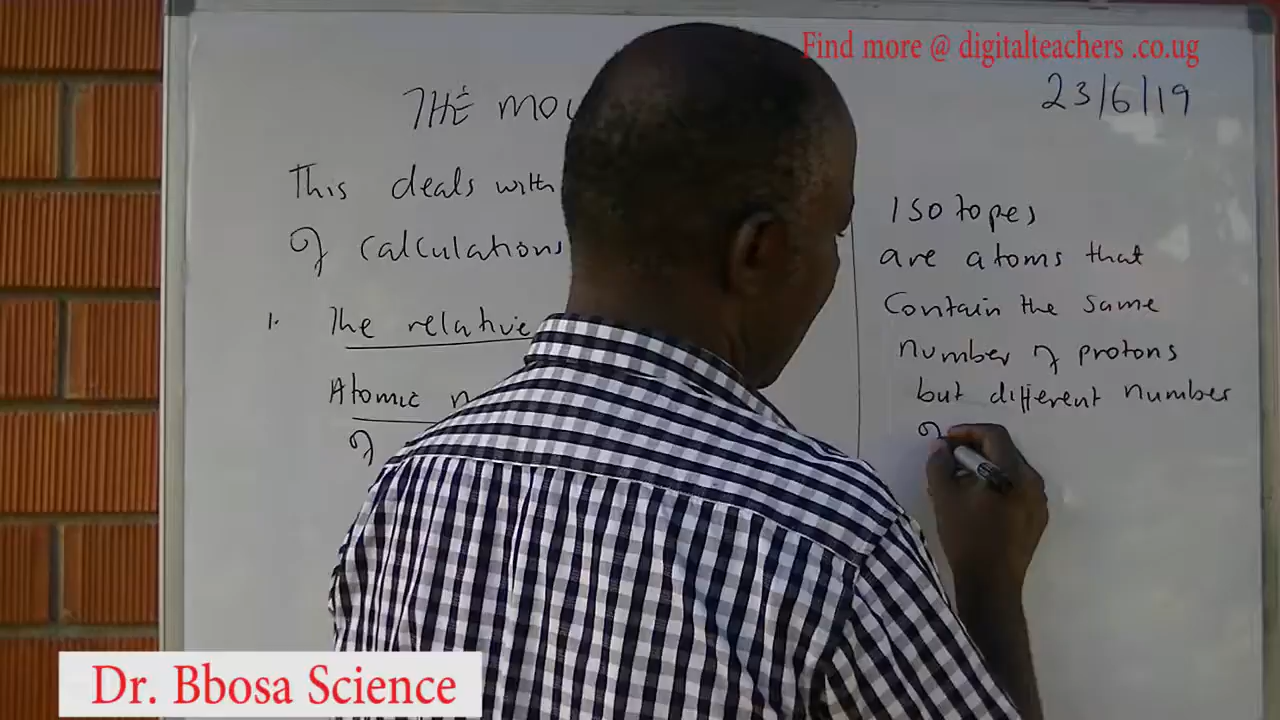 Find more @ digitalteachers .co.ug
23/6/19
THE
This deals with
of calculations
1. The relative
Atomic
of
Isotopes
are atoms that
Contain the same
number of protons
but different number
of
Dr. Bbosa Science